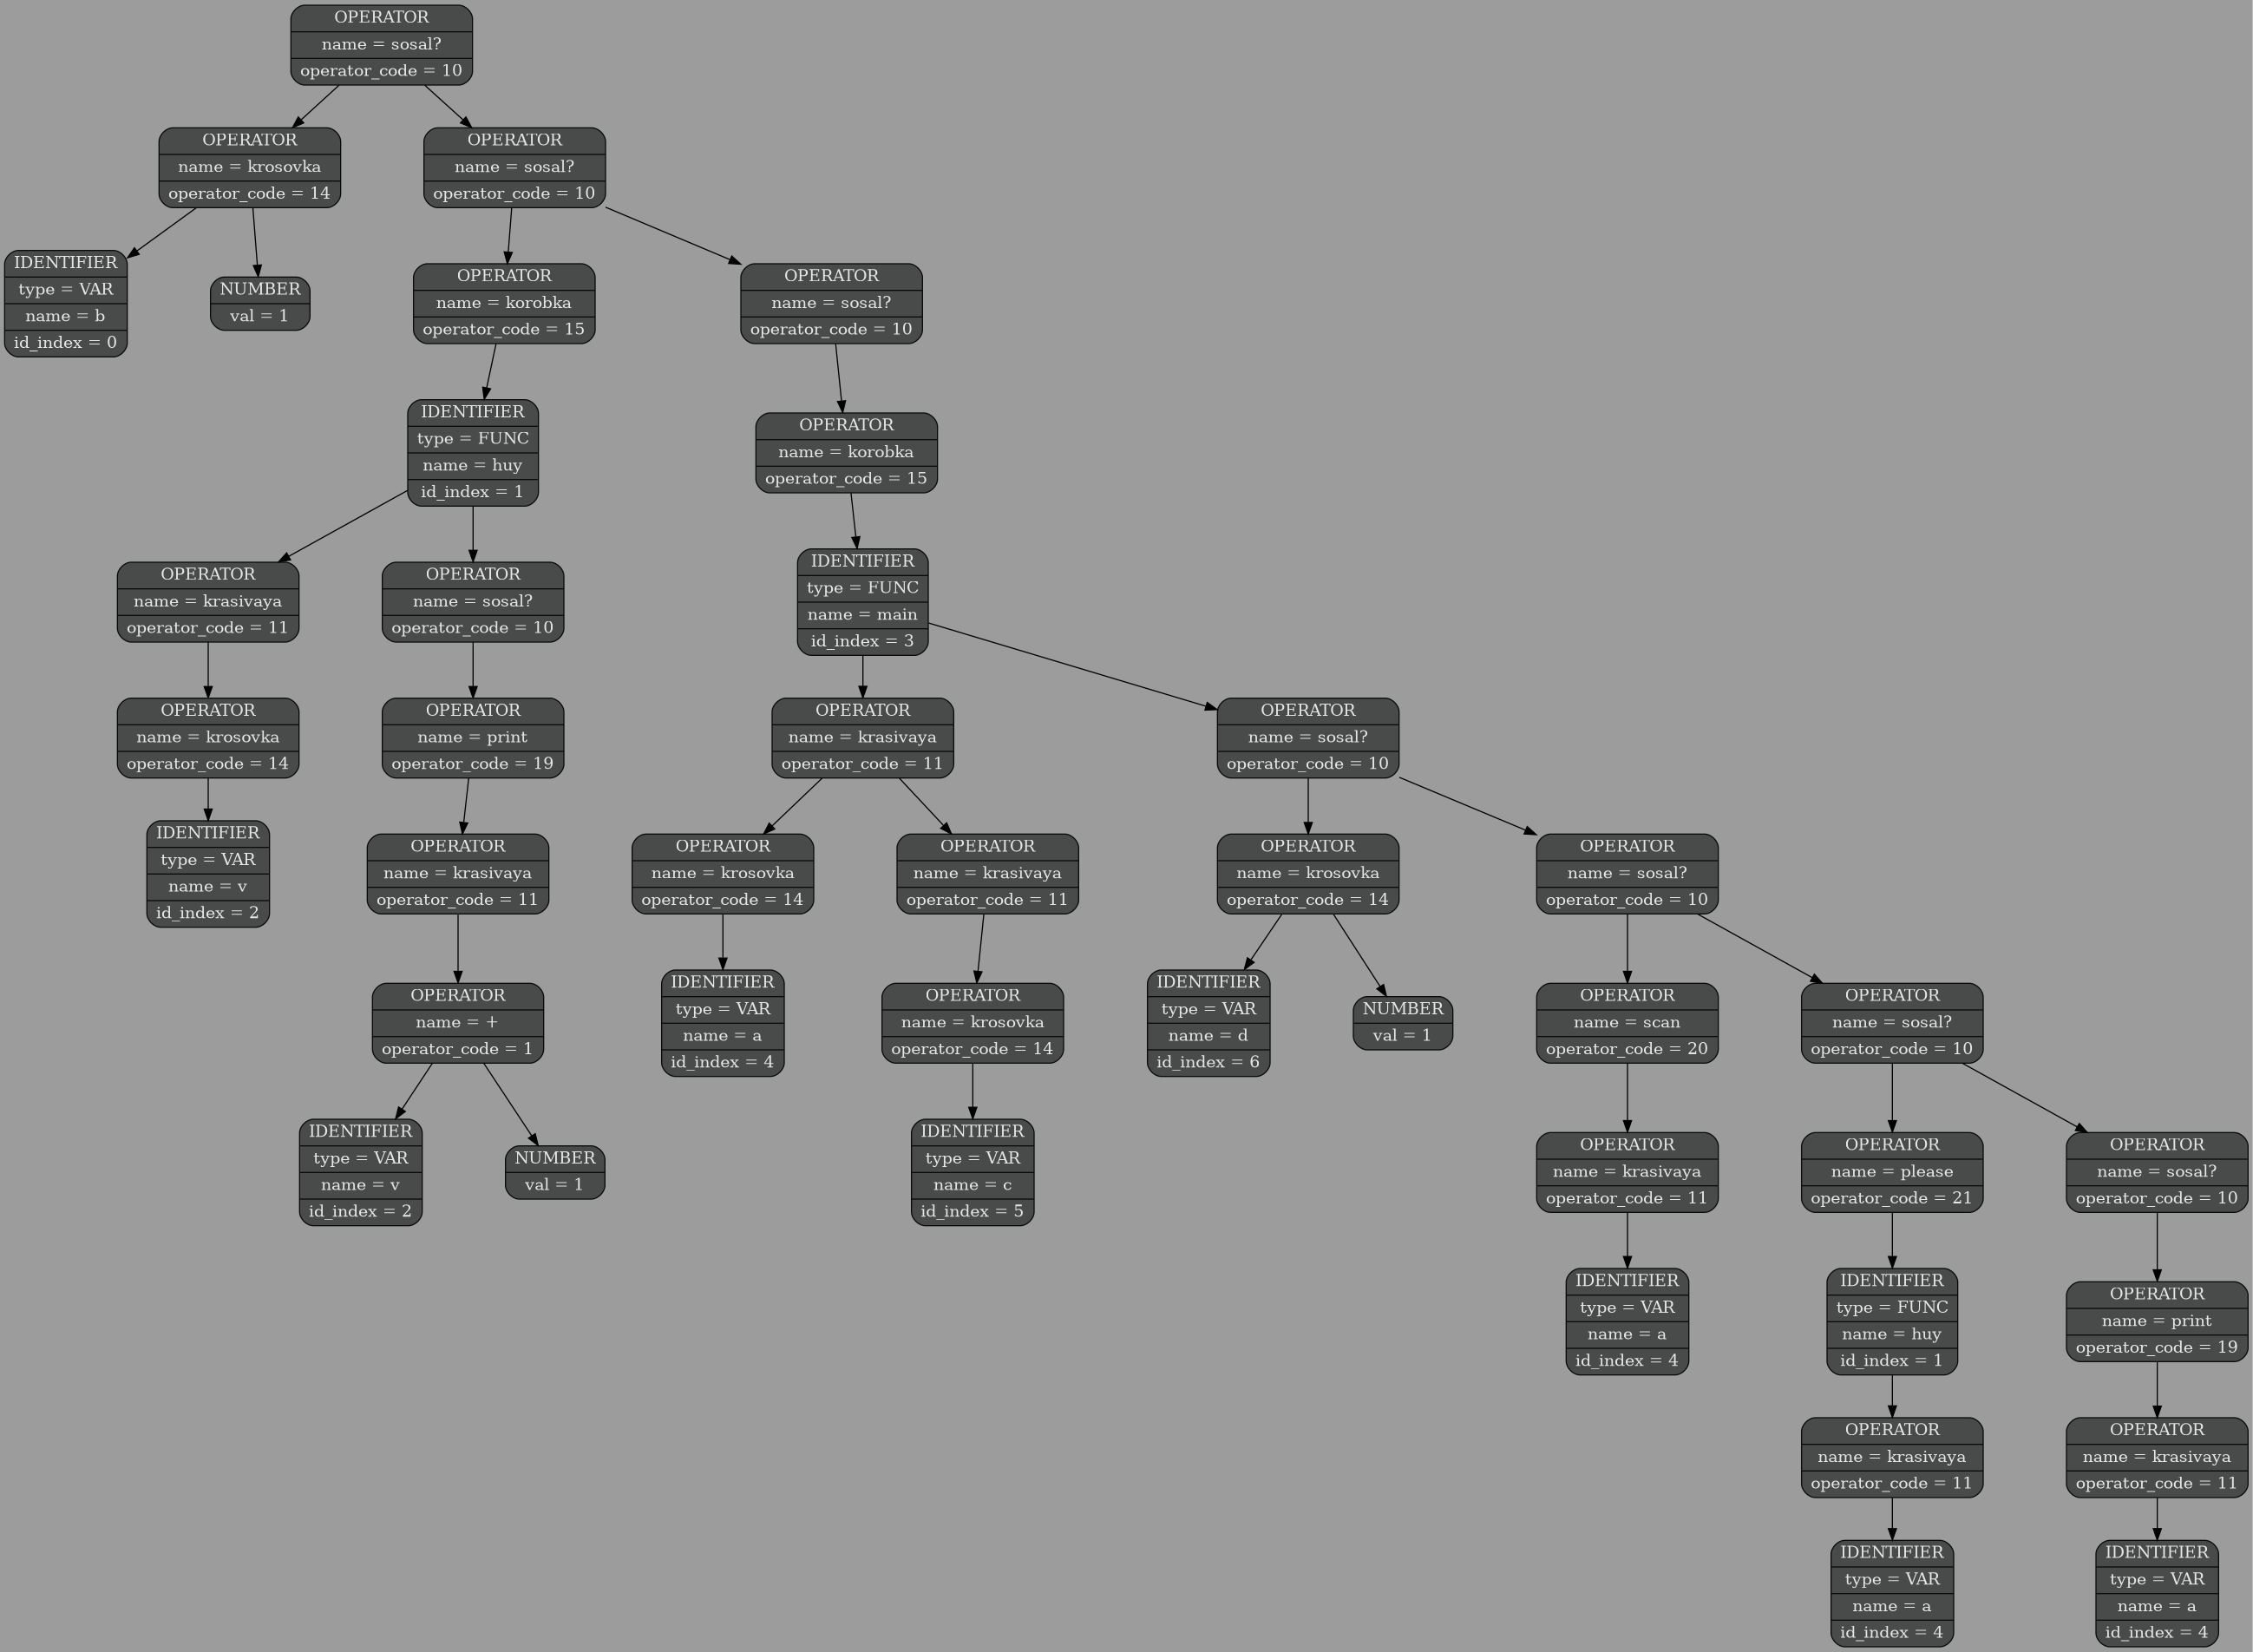 OPERATOR
name = sosal?
operator_code = 10
OPERATOR
name = krosovka
operator_code = 14
OPERATOR
name = sosal?
operator_code = 10
IDENTIFIER
type = VAR
name = b
id_index = 0
NUMBER
val = 1
OPERATOR
name = korobka
operator_code = 15
OPERATOR
name = sosal?
operator_code = 10
IDENTIFIER
type = FUNC
name = huy
id_index = 1
OPERATOR
name = korobka
operator_code = 15
OPERATOR
name = krasivaya
operator_code = 11
OPERATOR
name = sosal?
operator_code = 10
IDENTIFIER
type = FUNC
name = main
id_index = 3
OPERATOR
name = krosovka
operator_code = 14
OPERATOR
name = print
operator_code = 19
OPERATOR
name = krasivaya
operator_code = 11
OPERATOR
name = sosal?
operator_code = 10
IDENTIFIER
type = VAR
name = v
id_index = 2
OPERATOR
name = krasivaya
operator_code = 11
OPERATOR
name = krosovka
operator_code = 14
OPERATOR
name = krasivaya
operator_code = 11
OPERATOR
name = krosovka
operator_code = 14
OPERATOR
name = sosal?
operator_code = 10
OPERATOR
name = +
operator_code = 1
IDENTIFIER
type = VAR
name = a
id_index = 4
OPERATOR
name = krosovka
operator_code = 14
IDENTIFIER
type = VAR
name = d
id_index = 6
NUMBER
val = 1
OPERATOR
name = scan
operator_code = 20
OPERATOR
name = sosal?
operator_code = 10
IDENTIFIER
type = VAR
name = v
id_index = 2
NUMBER
val = 1
IDENTIFIER
type = VAR
name = c
id_index = 5
OPERATOR
name = krasivaya
operator_code = 11
OPERATOR
name = please
operator_code = 21
OPERATOR
name = sosal?
operator_code = 10
IDENTIFIER
type = VAR
name = a
id_index = 4
IDENTIFIER
type = FUNC
name = huy
id_index = 1
OPERATOR
name = print
operator_code = 19
OPERATOR
name = krasivaya
operator_code = 11
OPERATOR
name = krasivaya
operator_code = 11
IDENTIFIER
type = VAR
name = a
id_index = 4
IDENTIFIER
type = VAR
name = a
id_index = 4